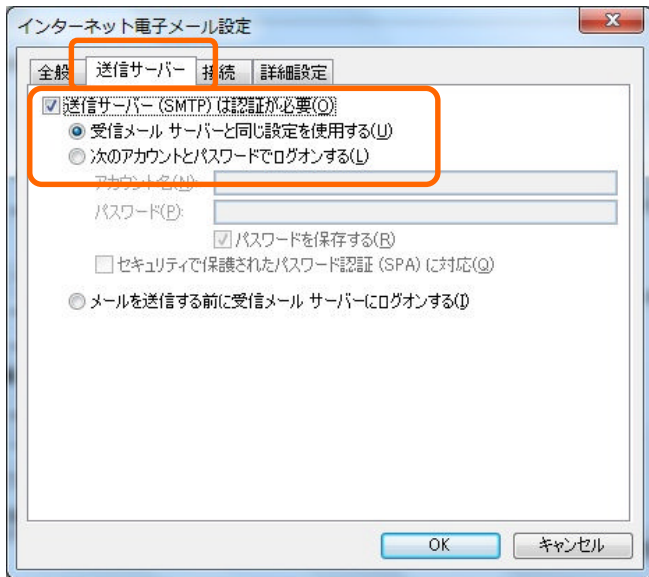 インターネット電子メール設定
全般 送信サーバー 接続 詳細設定
送信サーバー (SMTP) は認証が必要(O)
受信メール サーバーと同じ設定を使用する(U)
次のアカウントとパスワードでログオンする(L)
アカウント名(N):
パスワード(P):
パスワードを保存する(R)
セキュリティで保護されたパスワード認証 (SPA) に対応(Q)
メールを送信する前に受信メール サーバーにログオンする(I)
OK キャンセル